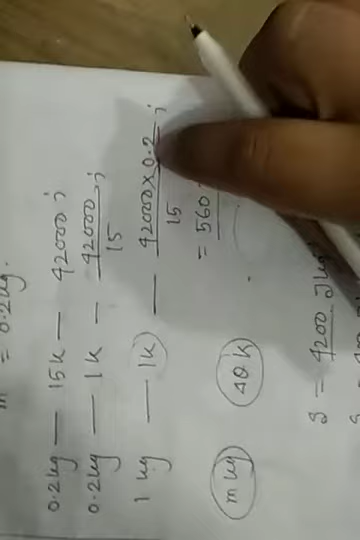 m = 0.2kg.
0.2kg — 15K — 42000 j
0.2kg — 1K — 42000/15 j
1 kg — 1K — 42000 × 0.2/15 j
= 560
m kg Δθ K
S = 4200 J/kg